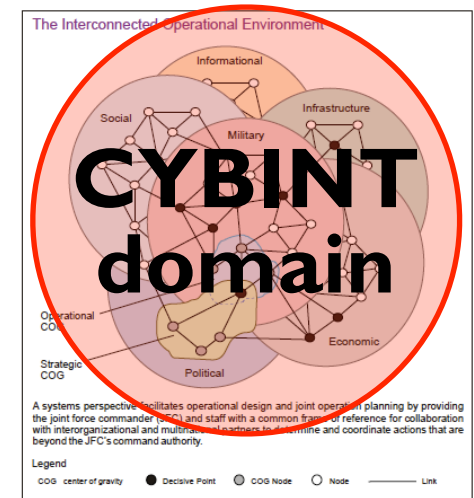 The Interconnected Operational Environment
Informational
Infrastructure
Social
Military
CYBINT
domain
Operational
COG
Strategic
COG
Economic
Political
A systems perspective facilitates operational design and joint operation planning by providing
the joint force commander (JFC) and staff with a common frame of reference for collaboration
with interorganizational and multinational partners to determine and coordinate actions that are
beyond the JFC's command authority.
Legend
COG center of gravity Decisive Point COG Node Node Link